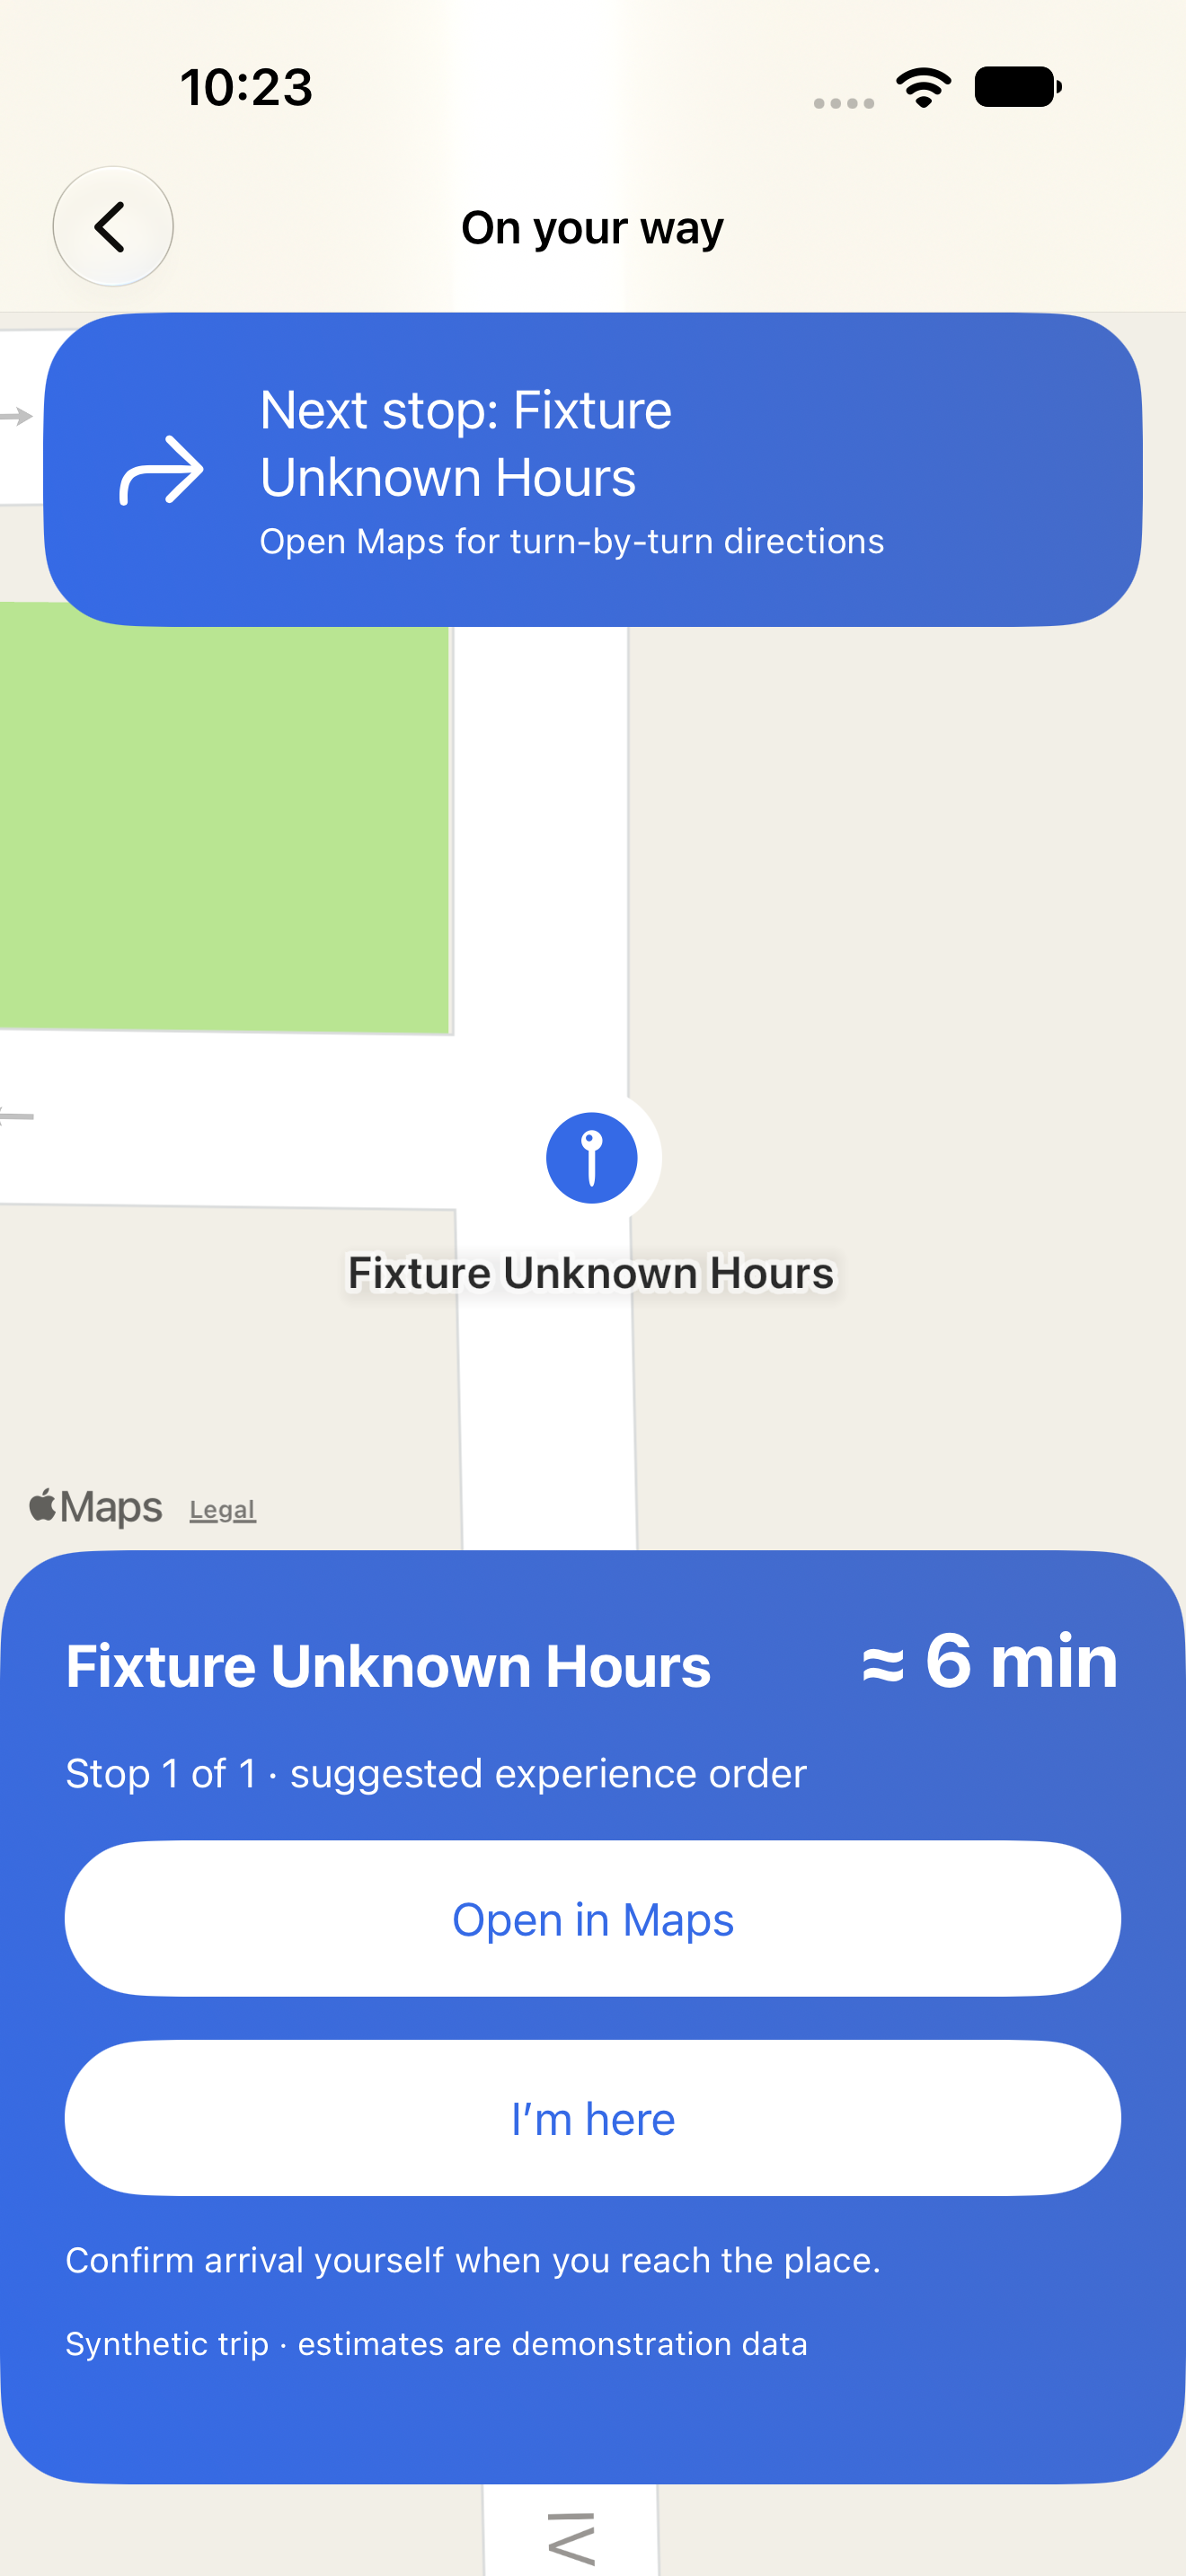 10:23
On your way
Next stop: Fixture
Unknown Hours
Open Maps for turn-by-turn directions
Fixture Unknown Hours
Maps Legal
Fixture Unknown Hours ≈ 6 min
Stop 1 of 1 · suggested experience order
Open in Maps
I’m here
Confirm arrival yourself when you reach the place.
Synthetic trip · estimates are demonstration data